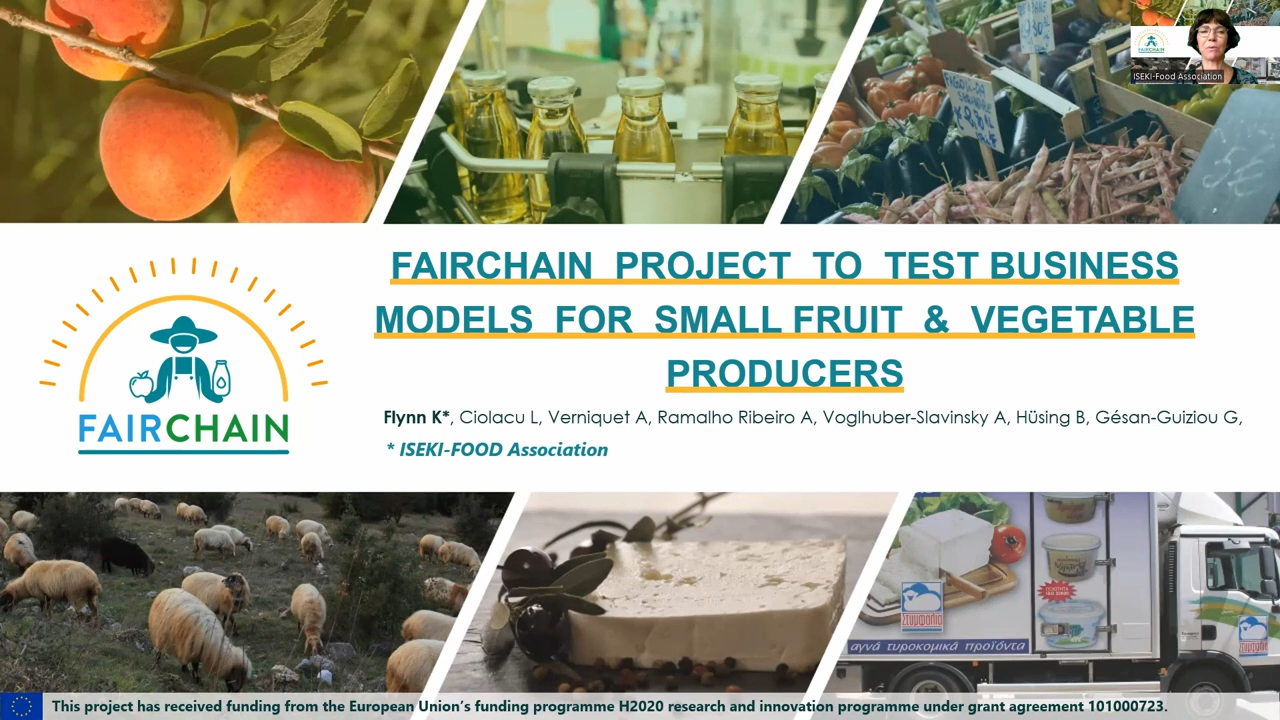 FAIRCHAIN
ISEKI-Food Association
FAIRCHAIN PROJECT TO TEST BUSINESS
MODELS FOR SMALL FRUIT & VEGETABLE
PRODUCERS
Flynn K*, Ciolacu L, Verniquet A, Ramalho Ribeiro A, Voglhuber-Slavinsky A, Hüsing B, Gésan-Guiziou G,
* ISEKI-FOOD Association
FAIRCHAIN
Στυμφαλία
αγνά τυροκομικά προϊόντα
This project has received funding from the European Union's funding programme H2020 research and innovation programme under grant agreement 101000723.